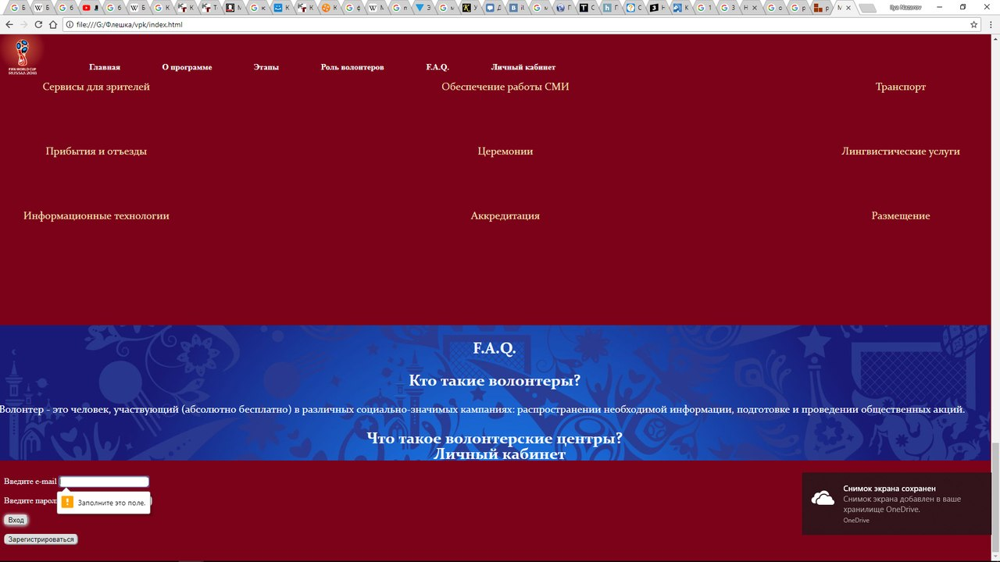 Ilya Nazarov
file:///G:/Флешка/vpk/index.html
FIFA WORLD CUP
RUSSIA 2018
Главная О программе Этапы Роль волонтеров F.A.Q. Личный кабинет
Сервисы для зрителей Обеспечение работы СМИ Транспорт
Прибытия и отъезды Церемонии Лингвистические услуги
Информационные технологии Аккредитация Размещение
F.A.Q.
Кто такие волонтеры?
Волонтер - это человек, участвующий (абсолютно бесплатно) в различных социально-значимых кампаниях: распространении необходимой информации, подготовке и проведении общественных акций.
Что такое волонтерские центры?
Личный кабинет
Введите e-mail
Введите парол
Заполните это поле.
Вход
Зарегистрироваться
Снимок экрана сохранен
Снимок экрана добавлен в ваше
хранилище OneDrive.
OneDrive